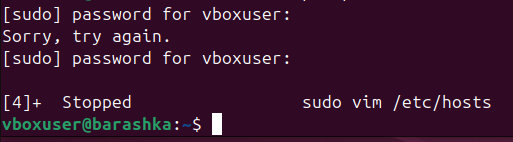 [sudo] password for vboxuser:
Sorry, try again.
[sudo] password for vboxuser:
[4]+  Stopped                 sudo vim /etc/hosts
vboxuser@barashka:~$